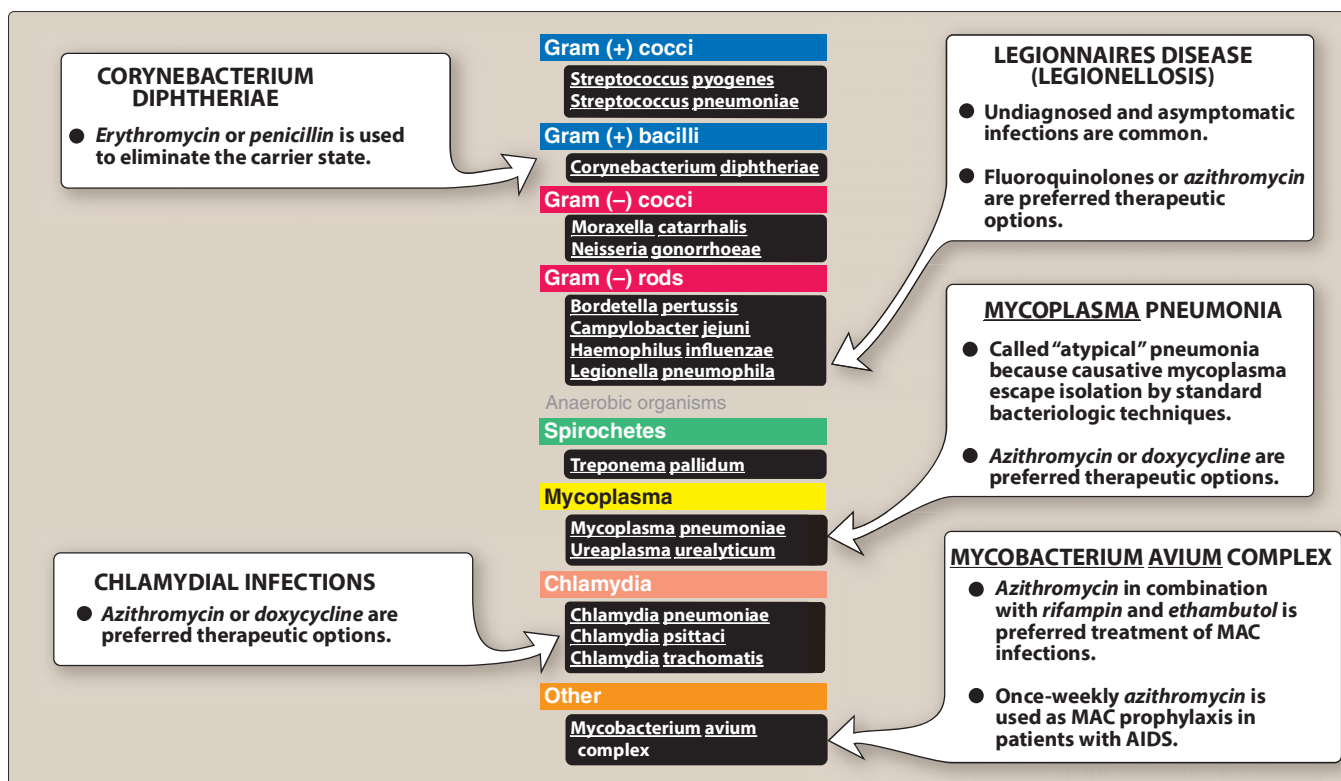 CORYNEBACTERIUM
DIPHTHERIAE
● Erythromycin or penicillin is used
to eliminate the carrier state.
Gram (+) cocci
Streptococcus pyogenes
Streptococcus pneumoniae
Gram (+) bacilli
Corynebacterium diphtheriae
Gram (–) cocci
Moraxella catarrhalis
Neisseria gonorrhoeae
Gram (–) rods
Bordetella pertussis
Campylobacter jejuni
Haemophilus influenzae
Legionella pneumophila
Anaerobic organisms
Spirochetes
Treponema pallidum
Mycoplasma
Mycoplasma pneumoniae
Ureaplasma urealyticum
Chlamydia
Chlamydia pneumoniae
Chlamydia psittaci
Chlamydia trachomatis
Other
Mycobacterium avium
complex
LEGIONNAIRES DISEASE
(LEGIONELLOSIS)
● Undiagnosed and asymptomatic
infections are common.
● Fluoroquinolones or azithromycin
are preferred therapeutic
options.
MYCOPLASMA PNEUMONIA
● Called “atypical” pneumonia
because causative mycoplasma
escape isolation by standard
bacteriologic techniques.
● Azithromycin or doxycycline are
preferred therapeutic options.
CHLAMYDIAL INFECTIONS
● Azithromycin or doxycycline are
preferred therapeutic options.
MYCOBACTERIUM AVIUM COMPLEX
● Azithromycin in combination
with rifampin and ethambutol is
preferred treatment of MAC
infections.
● Once-weekly azithromycin is
used as MAC prophylaxis in
patients with AIDS.